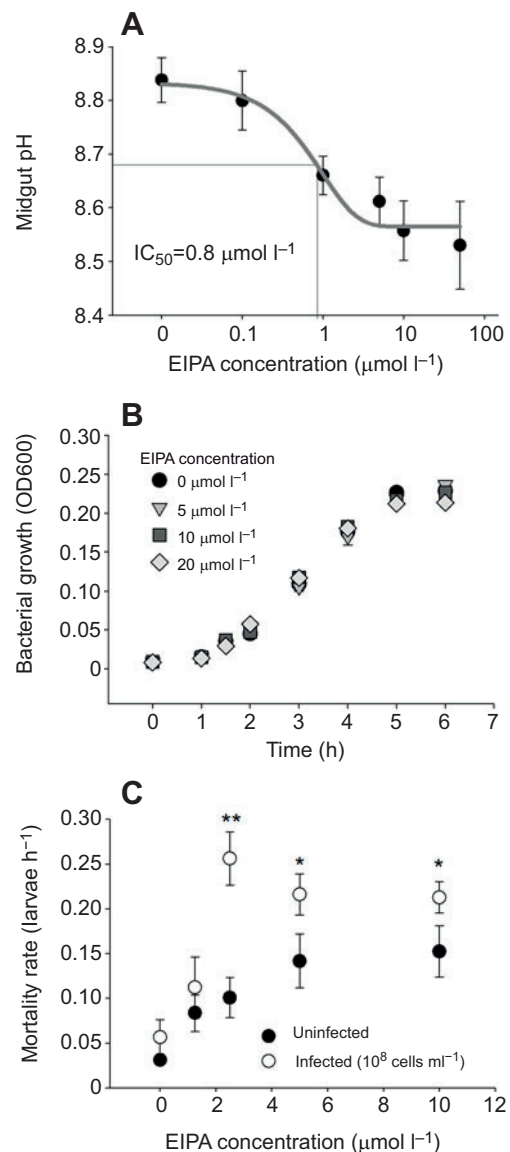 A
8.9
8.8
8.7
8.6
8.5
8.4
Midgut pH
IC50=0.8 μmol l–1
0
0.1
1
10
100
EIPA concentration (μmol l–1)
B
0.30
0.25
0.20
0.15
0.10
0.05
0
Bacterial growth (OD600)
EIPA concentration
0 μmol l–1
5 μmol l–1
10 μmol l–1
20 μmol l–1
0
1
2
3
4
5
6
7
Time (h)
C
0.30
0.25
0.20
0.15
0.10
0.05
0
Mortality rate (larvae h–1)
**
*
*
Uninfected
Infected (108 cells ml–1)
0
2
4
6
8
10
12
EIPA concentration (μmol l–1)